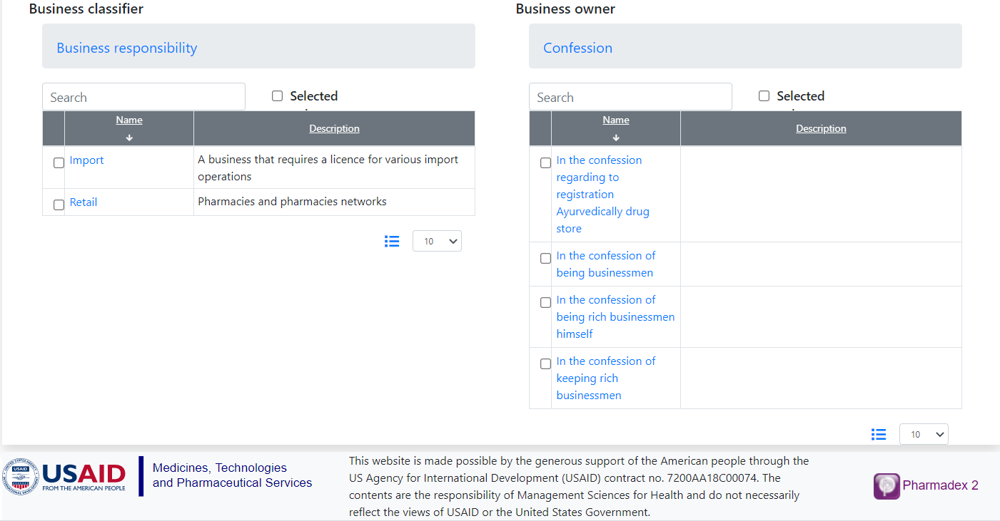 Business classifier
Business responsibility
Search
Selected
Name
Description
Import
A business that requires a licence for various import
operations
Retail
Pharmacies and pharmacies networks
10
Business owner
Confession
Search
Selected
Name
Description
In the confession
regarding to
registration
Ayurvedically drug
store
In the confession of
being businessmen
In the confession of
being rich businessmen
himself
In the confession of
keeping rich
businessmen
10
USAID
USAID
FROM THE AMERICAN PEOPLE
Medicines, Technologies
and Pharmaceutical Services
This website is made possible by the generous support of the American people through the
US Agency for International Development (USAID) contract no. 7200AA18C00074. The
contents are the responsibility of Management Sciences for Health and do not necessarily
reflect the views of USAID or the United States Government.
Pharmadex 2